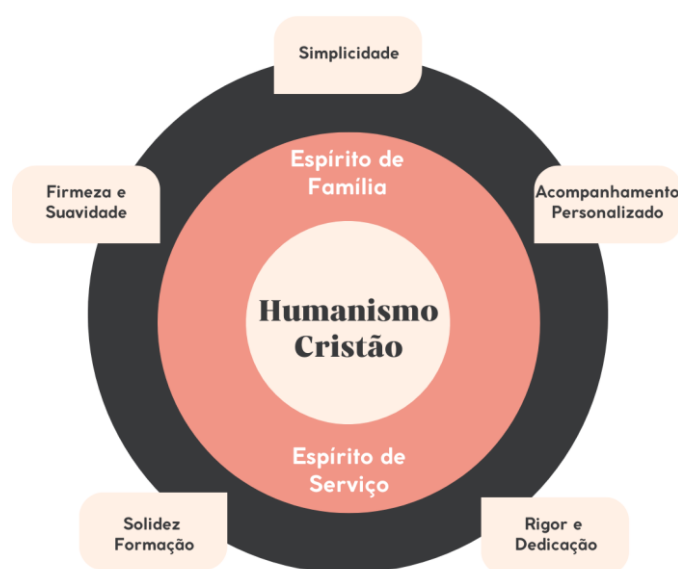 Simplicidade
Espírito de
Família
Firmeza e
Suavidade
Acompanhamento
Personalizado
Humanismo
Cristão
Espírito de
Serviço
Solidez
Formação
Rigor e
Dedicação